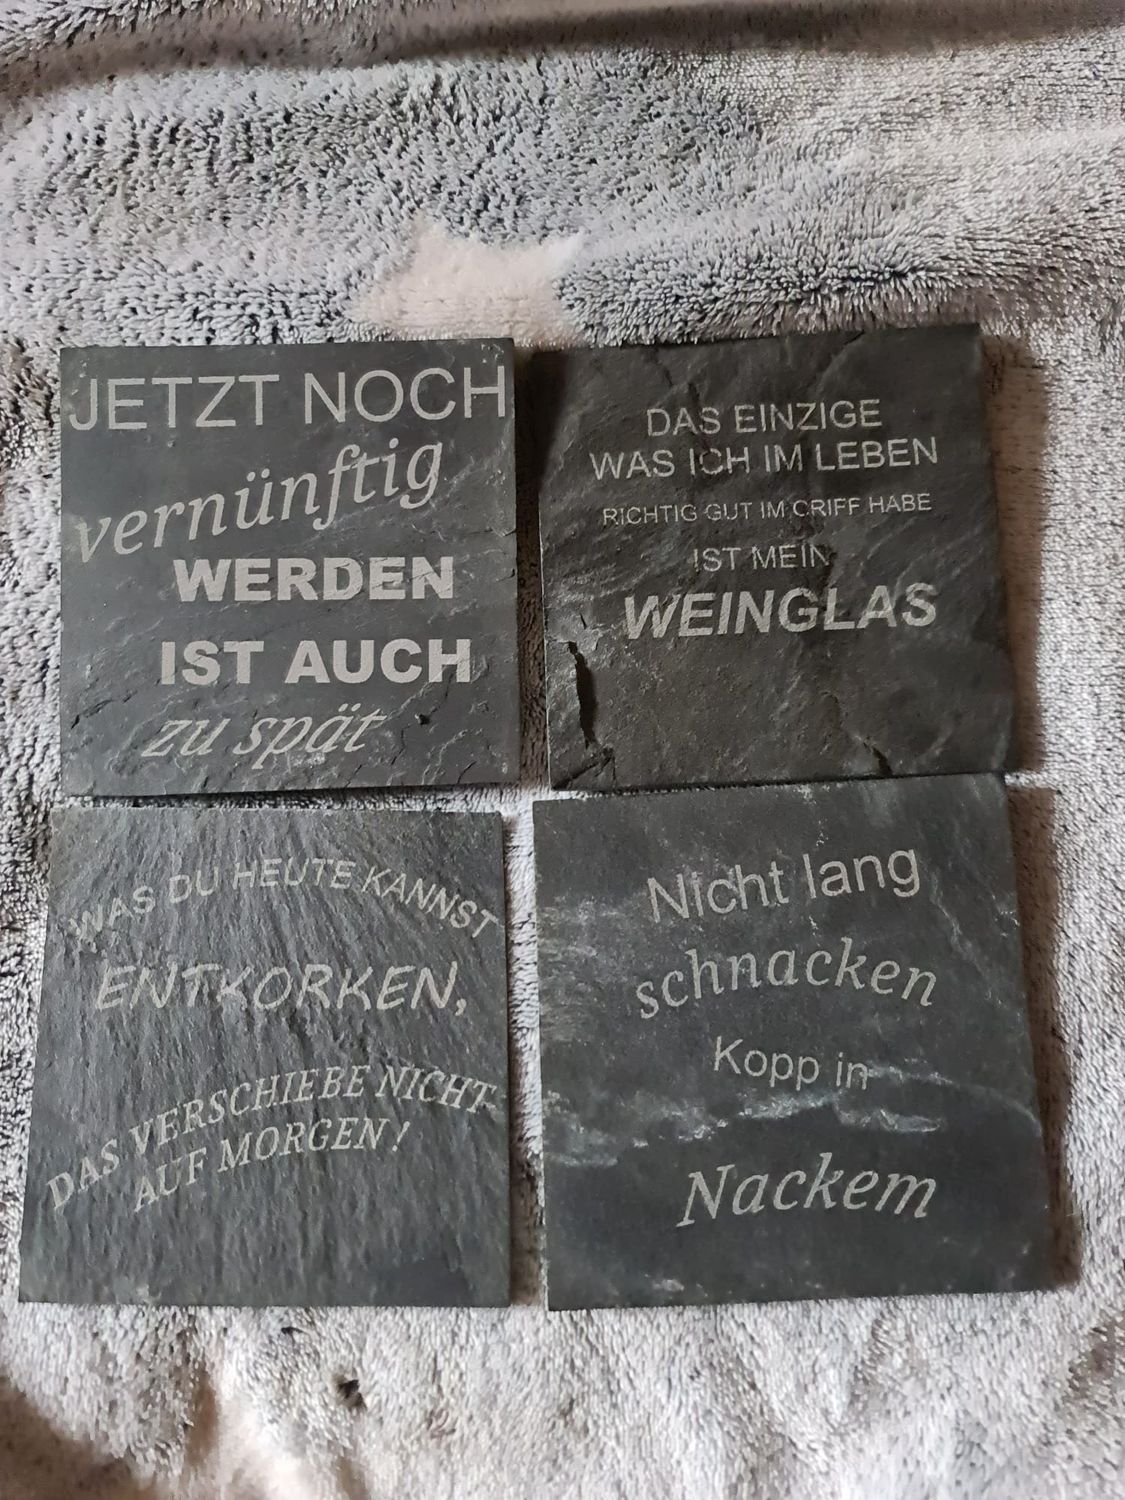 JETZT NOCH
vernünftig
WERDEN
IST AUCH
zu spät
DAS EINZIGE
WAS ICH IM LEBEN
RICHTIG GUT IM GRIFF HABE
IST MEIN
WEINGLAS
WAS DU HEUTE KANNST
ENTKORKEN,
DAS VERSCHIEBE NICHT
AUF MORGEN!
Nicht lang
schnacken
Kopp in
Nackem